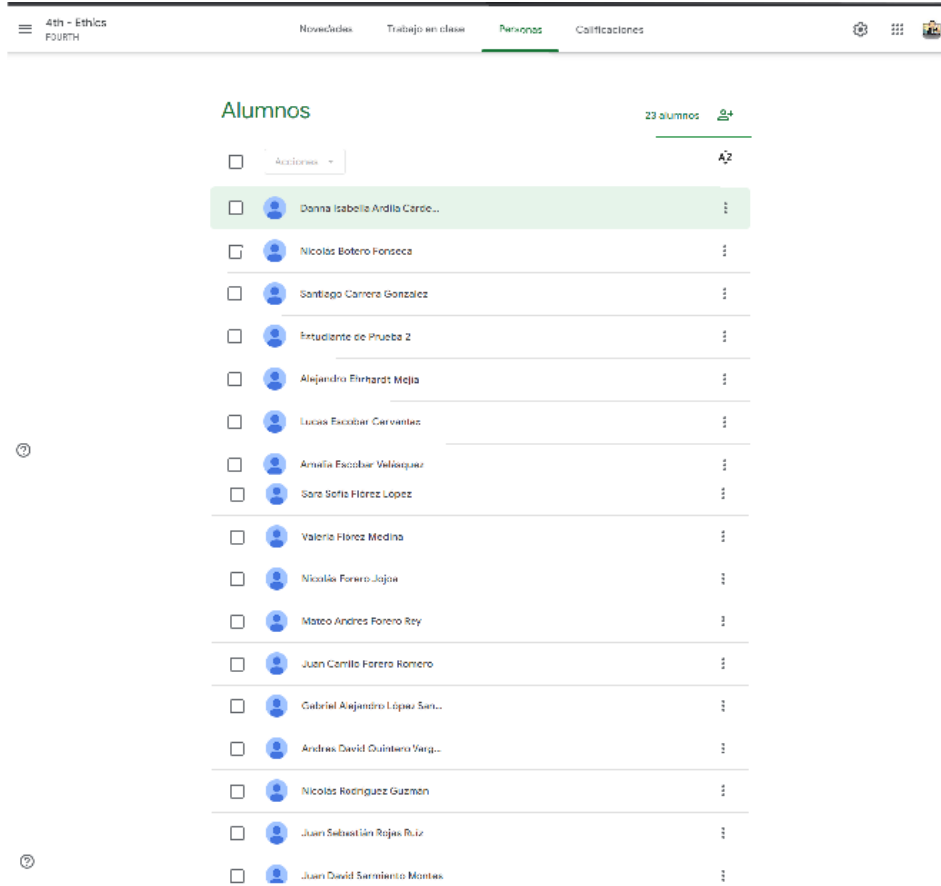 4th - Ethics
FOURTH
Novedades
Trabajo en clase
Personas
Calificaciones
Alumnos
23 alumnos
Acciones
AZ
Danna Isabella Ardila Carde...
Nicolás Botero Fonseca
Santiago Carrera Gonzalez
Estudiante de Prueba 2
Alejandro Ehrhardt Mejia
Lucas Escobar Cervantes
Amalia Escobar Velásquez
Sara Sofia Florez Lopez
Valeria Florez Medina
Nicolás Forero Jojoa
Mateo Andres Forero Rey
Juan Camilo Forero Romero
Gabriel Alejandro López San...
Andres David Quintero Varg...
Nicolas Rodriguez Guzman
Juan Sebastián Rojas Ruiz
Juan David Sarmiento Montes